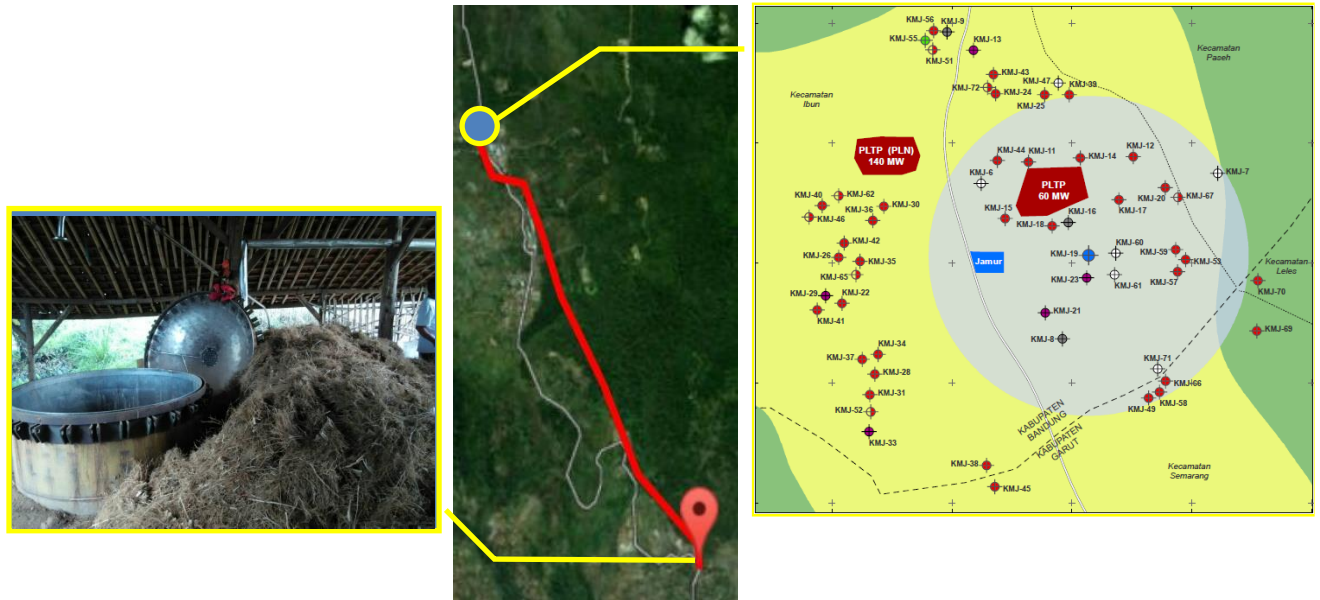 KMJ-56
KMJ-9
KMJ-55
KMJ-13
KMJ-51
Kecamatan
Paseh
KMJ-43
KMJ-47
KMJ-39
KMJ-72
KMJ-24
KMJ-25
Kecamatan
Ibun
PLTP (PLN)
140 MW
KMJ-44
KMJ-11
KMJ-14
KMJ-12
KMJ-6
KMJ-7
PLTP
60 MW
KMJ-40
KMJ-62
KMJ-20
KMJ-67
KMJ-30
KMJ-17
KMJ-46
KMJ-36
KMJ-15
KMJ-16
KMJ-18
KMJ-42
KMJ-60
KMJ-59
KMJ-26
KMJ-35
Jamur
KMJ-19
KMJ-53
Kecamatan
Leles
KMJ-65
KMJ-23
KMJ-61
KMJ-57
KMJ-70
KMJ-29
KMJ-22
KMJ-41
KMJ-21
KMJ-69
KMJ-8
KMJ-37
KMJ-34
KMJ-71
KMJ-28
KMJ-66
KMJ-31
KMJ-58
KMJ-49
KMJ-52
KABUPATEN
BANDUNG
KABUPATEN
GARUT
KMJ-33
KMJ-38
KMJ-45
Kecamatan
Semarang